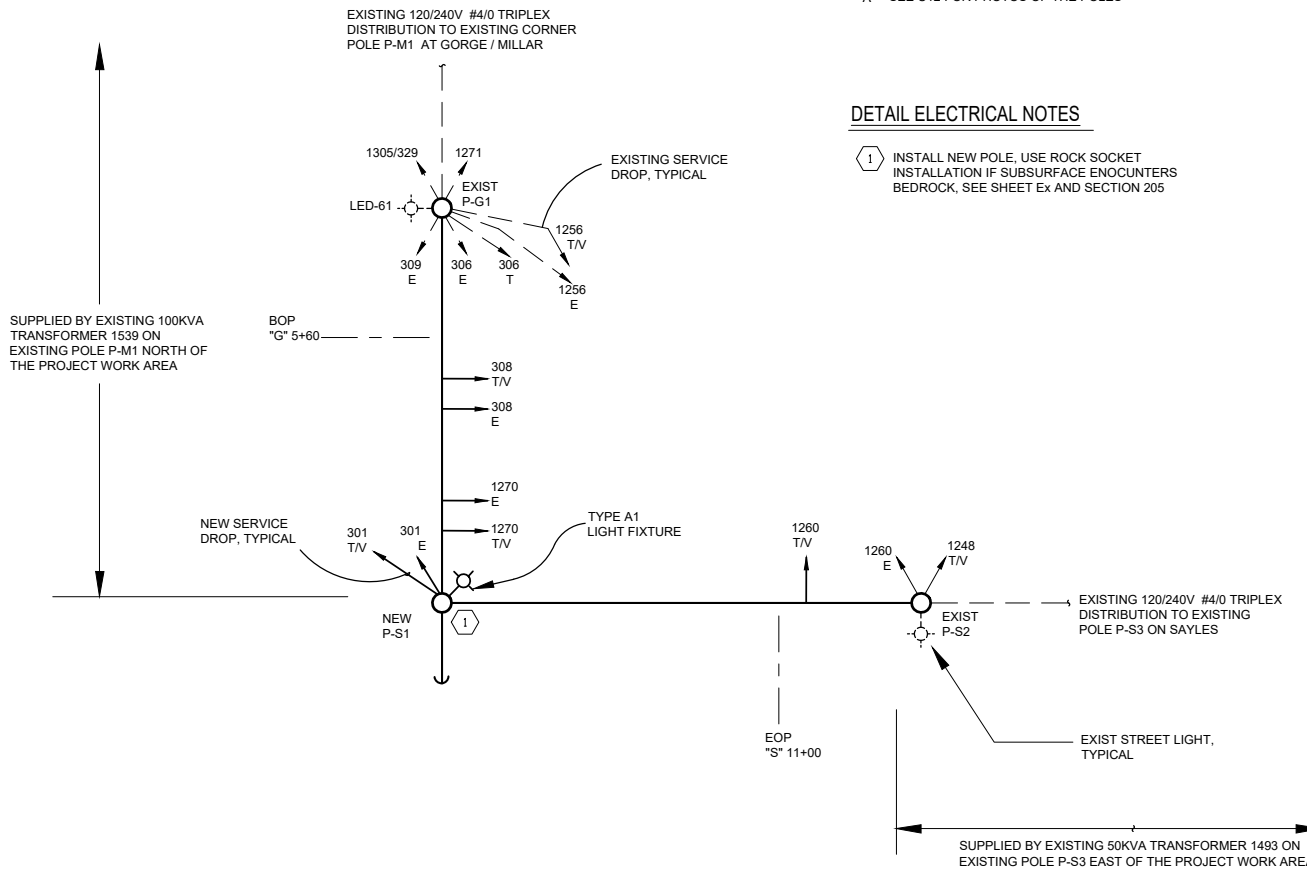 EXISTING 120/240V #4/0 TRIPLEX
DISTRIBUTION TO EXISTING CORNER
POLE P-M1 AT GORGE / MILLAR
DETAIL ELECTRICAL NOTES
1
INSTALL NEW POLE, USE ROCK SOCKET
INSTALLATION IF SUBSURFACE ENOCUNTERS
BEDROCK, SEE SHEET Ex AND SECTION 205
1305/329
1271
EXISTING SERVICE
DROP, TYPICAL
EXIST
P-G1
LED-61
1256
T/V
309
E
306
E
306
T
1256
E
SUPPLIED BY EXISTING 100KVA
TRANSFORMER 1539 ON
EXISTING POLE P-M1 NORTH OF
THE PROJECT WORK AREA
BOP
"G" 5+60
308
T/V
308
E
1270
E
1270
T/V
NEW SERVICE
DROP, TYPICAL
301
T/V
301
E
TYPE A1
LIGHT FIXTURE
1260
T/V
1260
E
1248
T/V
NEW
P-S1
1
EXIST
P-S2
EXISTING 120/240V #4/0 TRIPLEX
DISTRIBUTION TO EXISTING
POLE P-S3 ON SAYLES
EOP
"S" 11+00
EXIST STREET LIGHT,
TYPICAL
SUPPLIED BY EXISTING 50KVA TRANSFORMER 1493 ON
EXISTING POLE P-S3 EAST OF THE PROJECT WORK AREA